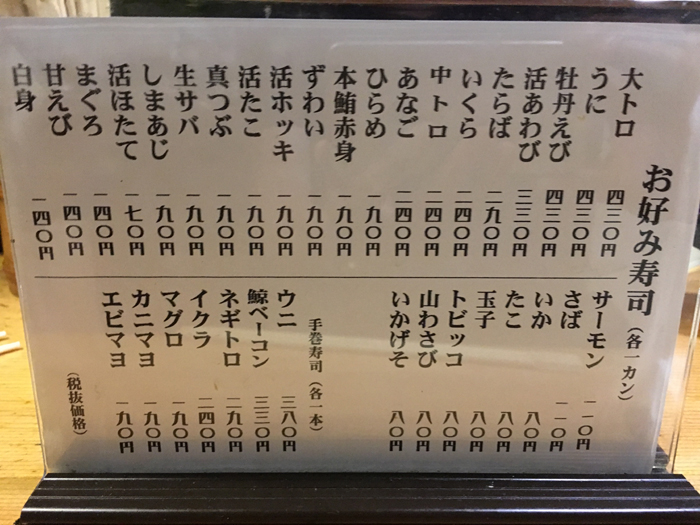 お好み寿司（各一カン）
大トロ 四三〇円
うに 四三〇円
牡丹えび 四三〇円
活あわび 三三〇円
たらば 二九〇円
いくら 二四〇円
中トロ 二四〇円
あなご 二四〇円
ひらめ 一九〇円
本鮪赤身 一九〇円
ずわい 一九〇円
活ホッキ 一九〇円
活たこ 一九〇円
真つぶ 一九〇円
生サバ 一九〇円
しまあじ 一九〇円
活ほたて 一七〇円
まぐろ 一四〇円
甘えび 一四〇円
白身 一四〇円
サーモン 一一〇円
さば 一一〇円
いか 八〇円
たこ 八〇円
玉子 八〇円
トビッコ 八〇円
山わさび 八〇円
いかげそ 八〇円
手巻寿司（各一本）
ウニ 三八〇円
鯨ベーコン 三三〇円
ネギトロ 二九〇円
イクラ 二四〇円
マグロ 一九〇円
カニマヨ 一九〇円
エビマヨ 一九〇円
（税抜価格）